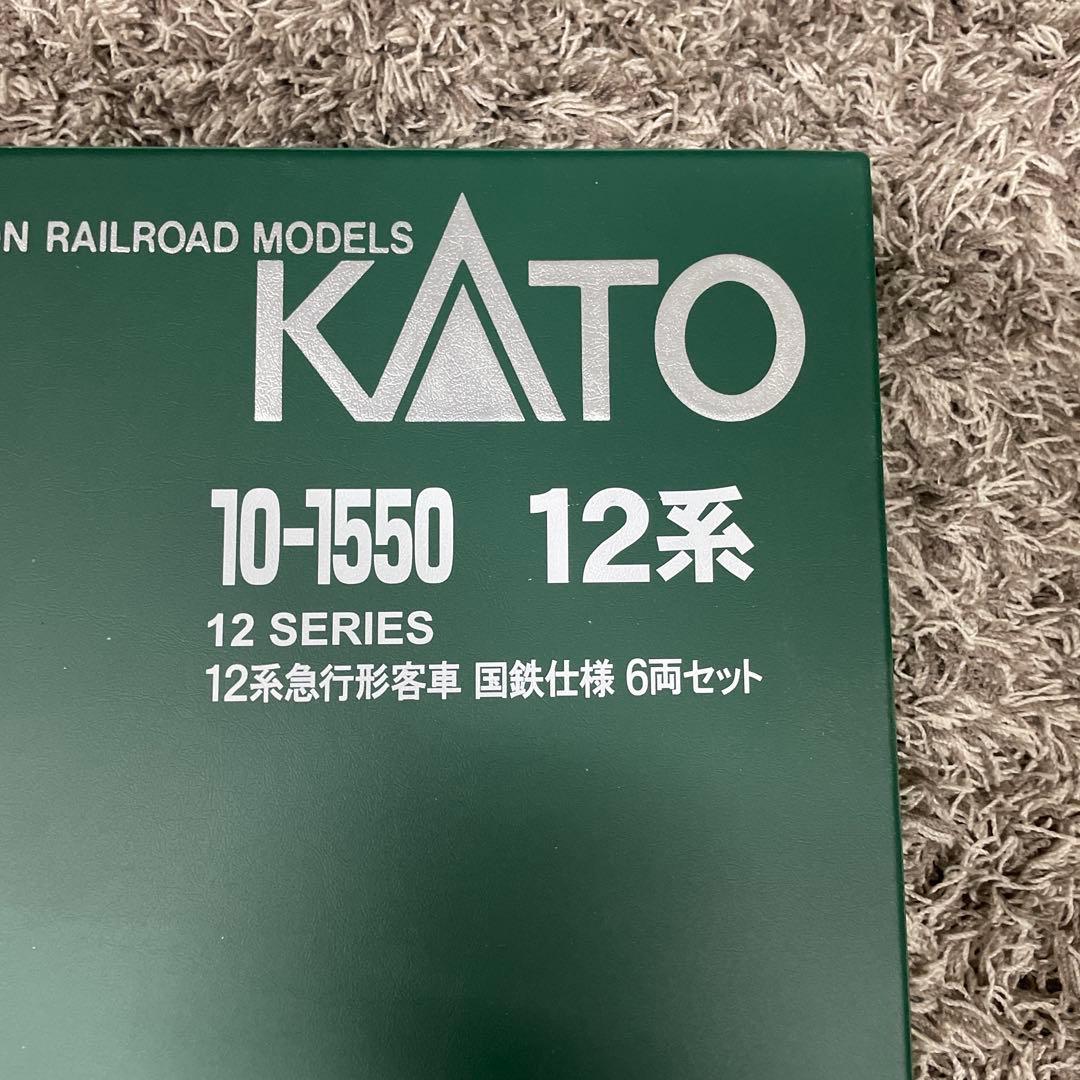 RAILROAD MODELS
KATO
10-1550 12系
12 SERIES
12系急行形客車 国鉄仕様 6両セット